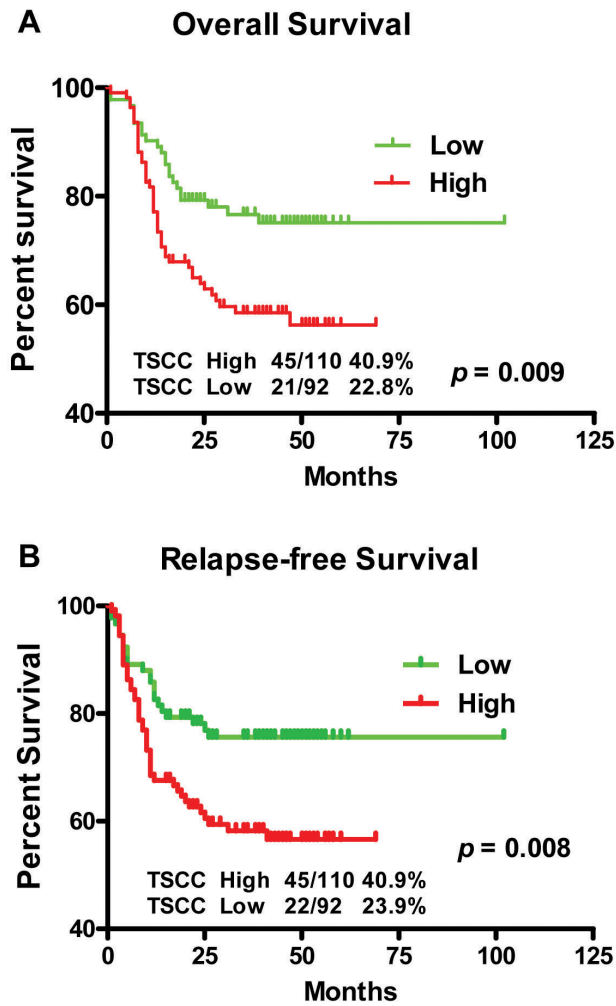 A
Overall Survival
Percent survival
100
80
60
40
Low
High
TSCC High 45/110 40.9%
TSCC Low 21/92 22.8%
p = 0.009
0 25 50 75 100 125
Months
B
Relapse-free Survival
Percent Survival
100
80
60
40
Low
High
TSCC High 45/110 40.9%
TSCC Low 22/92 23.9%
p = 0.008
0 25 50 75 100 125
Months